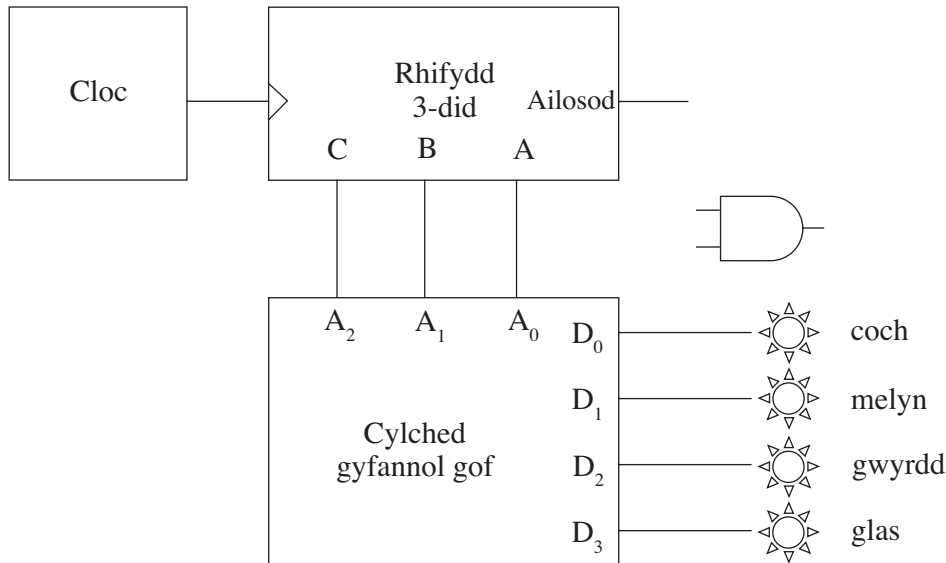 Cloc
Rhifydd
3-did
Ailosod
C B A
A₂ A₁ A₀
D₀ coch
D₁ melyn
Cylched
gyfannol gof
D₂ gwyrdd
D₃ glas